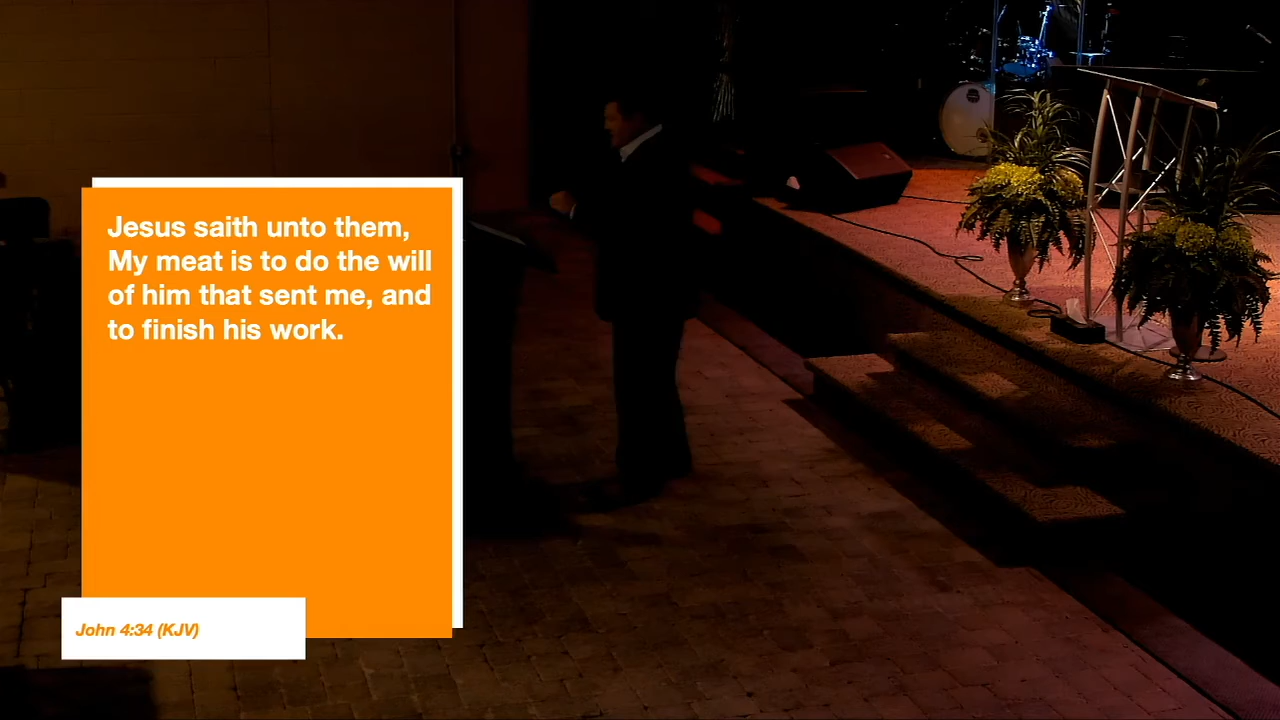 Jesus saith unto them,
My meat is to do the will
of him that sent me, and
to finish his work.
John 4:34 (KJV)